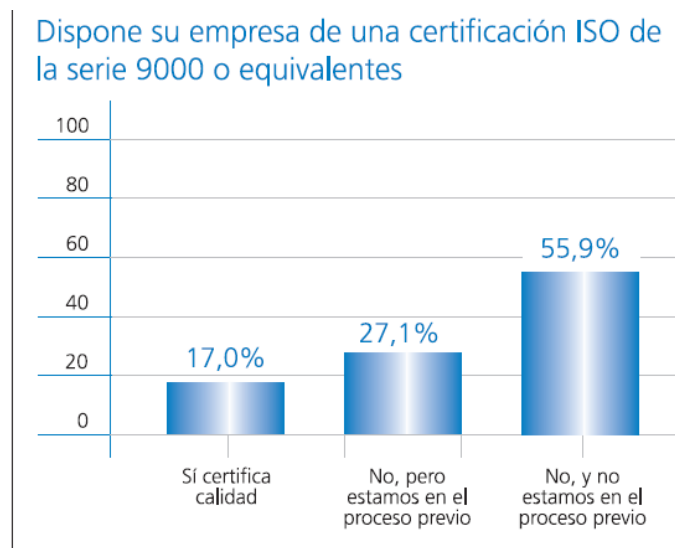 Dispone su empresa de una certificación ISO de
la serie 9000 o equivalentes
100
80
60
40
20
0
17,0%
27,1%
55,9%
Sí certifica
calidad
No, pero
estamos en el
proceso previo
No, y no
estamos en el
proceso previo